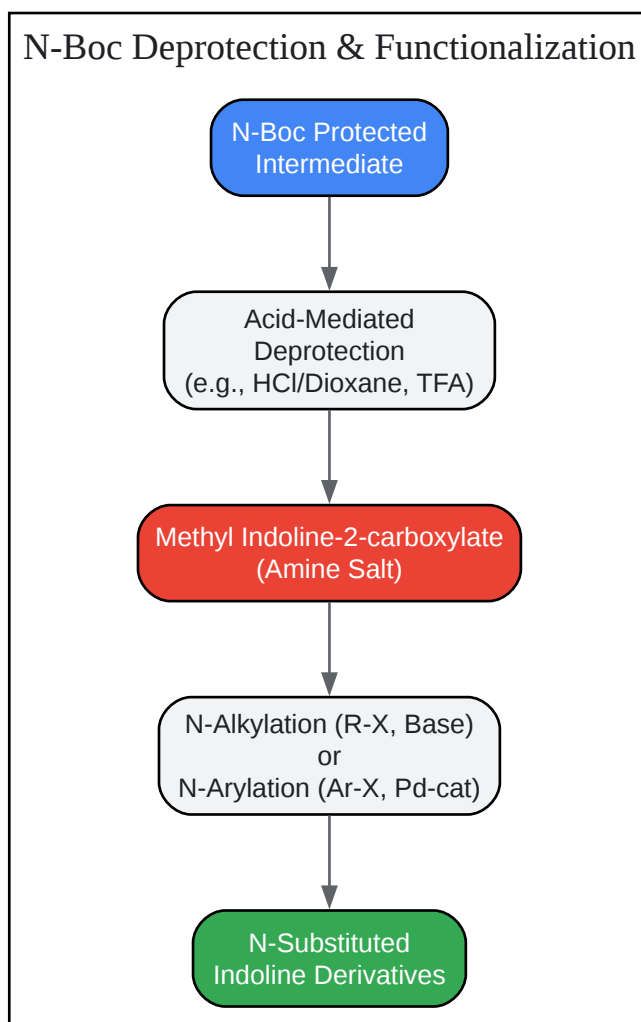 N-Boc Deprotection & Functionalization
N-Boc Protected
Intermediate
Acid-Mediated
Deprotection
(e.g., HCl/Dioxane, TFA)
Methyl Indoline-2-carboxylate
(Amine Salt)
N-Alkylation (R-X, Base)
or
N-Arylation (Ar-X, Pd-cat)
N-Substituted
Indoline Derivatives